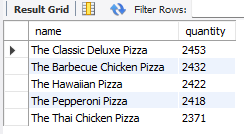 Result Grid Filter Rows:
name quantity
The Classic Deluxe Pizza 2453
The Barbecue Chicken Pizza 2432
The Hawaiian Pizza 2422
The Pepperoni Pizza 2418
The Thai Chicken Pizza 2371